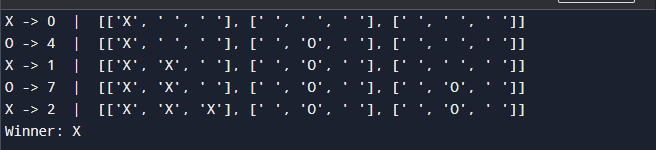 X -> 0  |  [['X', ' ', ' '], [' ', ' ', ' '], [' ', ' ', ' ']]
O -> 4  |  [['X', ' ', ' '], [' ', 'O', ' '], [' ', ' ', ' ']]
X -> 1  |  [['X', 'X', ' '], [' ', 'O', ' '], [' ', ' ', ' ']]
O -> 7  |  [['X', 'X', ' '], [' ', 'O', ' '], [' ', 'O', ' ']]
X -> 2  |  [['X', 'X', 'X'], [' ', 'O', ' '], [' ', 'O', ' ']]
Winner: X